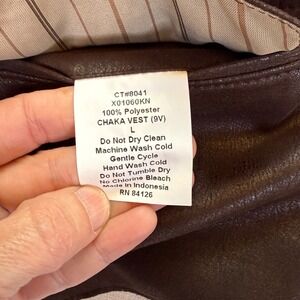 CT#8041
X01060KN
100% Polyester
CHAKA VEST (9V)
L
Do Not Dry Clean
Machine Wash Cold
Gentle Cycle
Hand Wash Cold
Do Not Tumble Dry
No Chlorine Bleach
Made in Indonesia
RN 84126